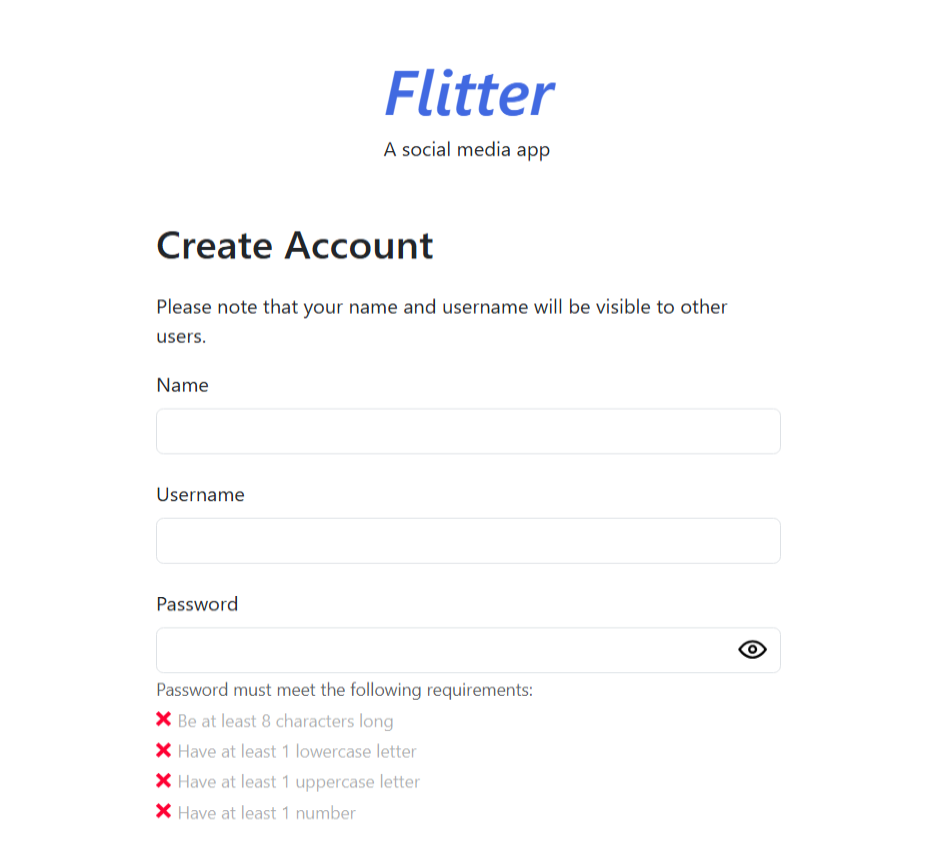 Flitter
A social media app
Create Account
Please note that your name and username will be visible to other
users.
Name
Username
Password
Password must meet the following requirements:
Be at least 8 characters long
Have at least 1 lowercase letter
Have at least 1 uppercase letter
Have at least 1 number